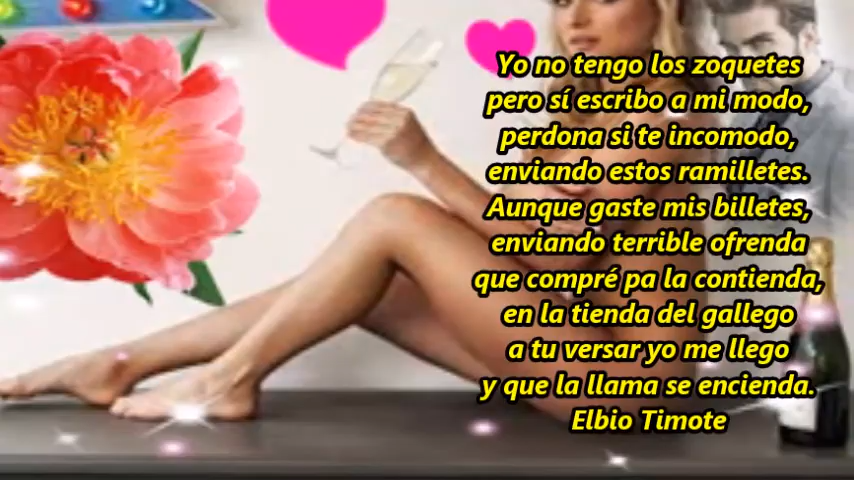 Yo no tengo los zoquetes
pero sí escribo a mi modo,
perdona si te incomodo,
enviando estos ramilletes.
Aunque gaste mis billetes,
enviando terrible ofrenda
que compré pa la contienda,
en la tienda del gallego
a tu versar yo me llego
y que la llama se encienda.
Elbio Timote